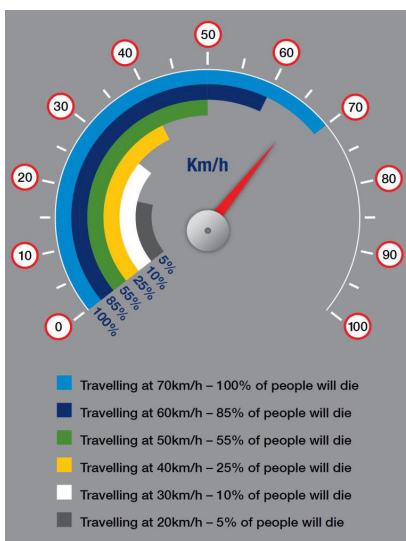 50
40
60
30
70
Km/h
20
80
10
90
5%
10%
25%
55%
85%
100%
0
100
Travelling at 70km/h – 100% of people will die
Travelling at 60km/h – 85% of people will die
Travelling at 50km/h – 55% of people will die
Travelling at 40km/h – 25% of people will die
Travelling at 30km/h – 10% of people will die
Travelling at 20km/h – 5% of people will die